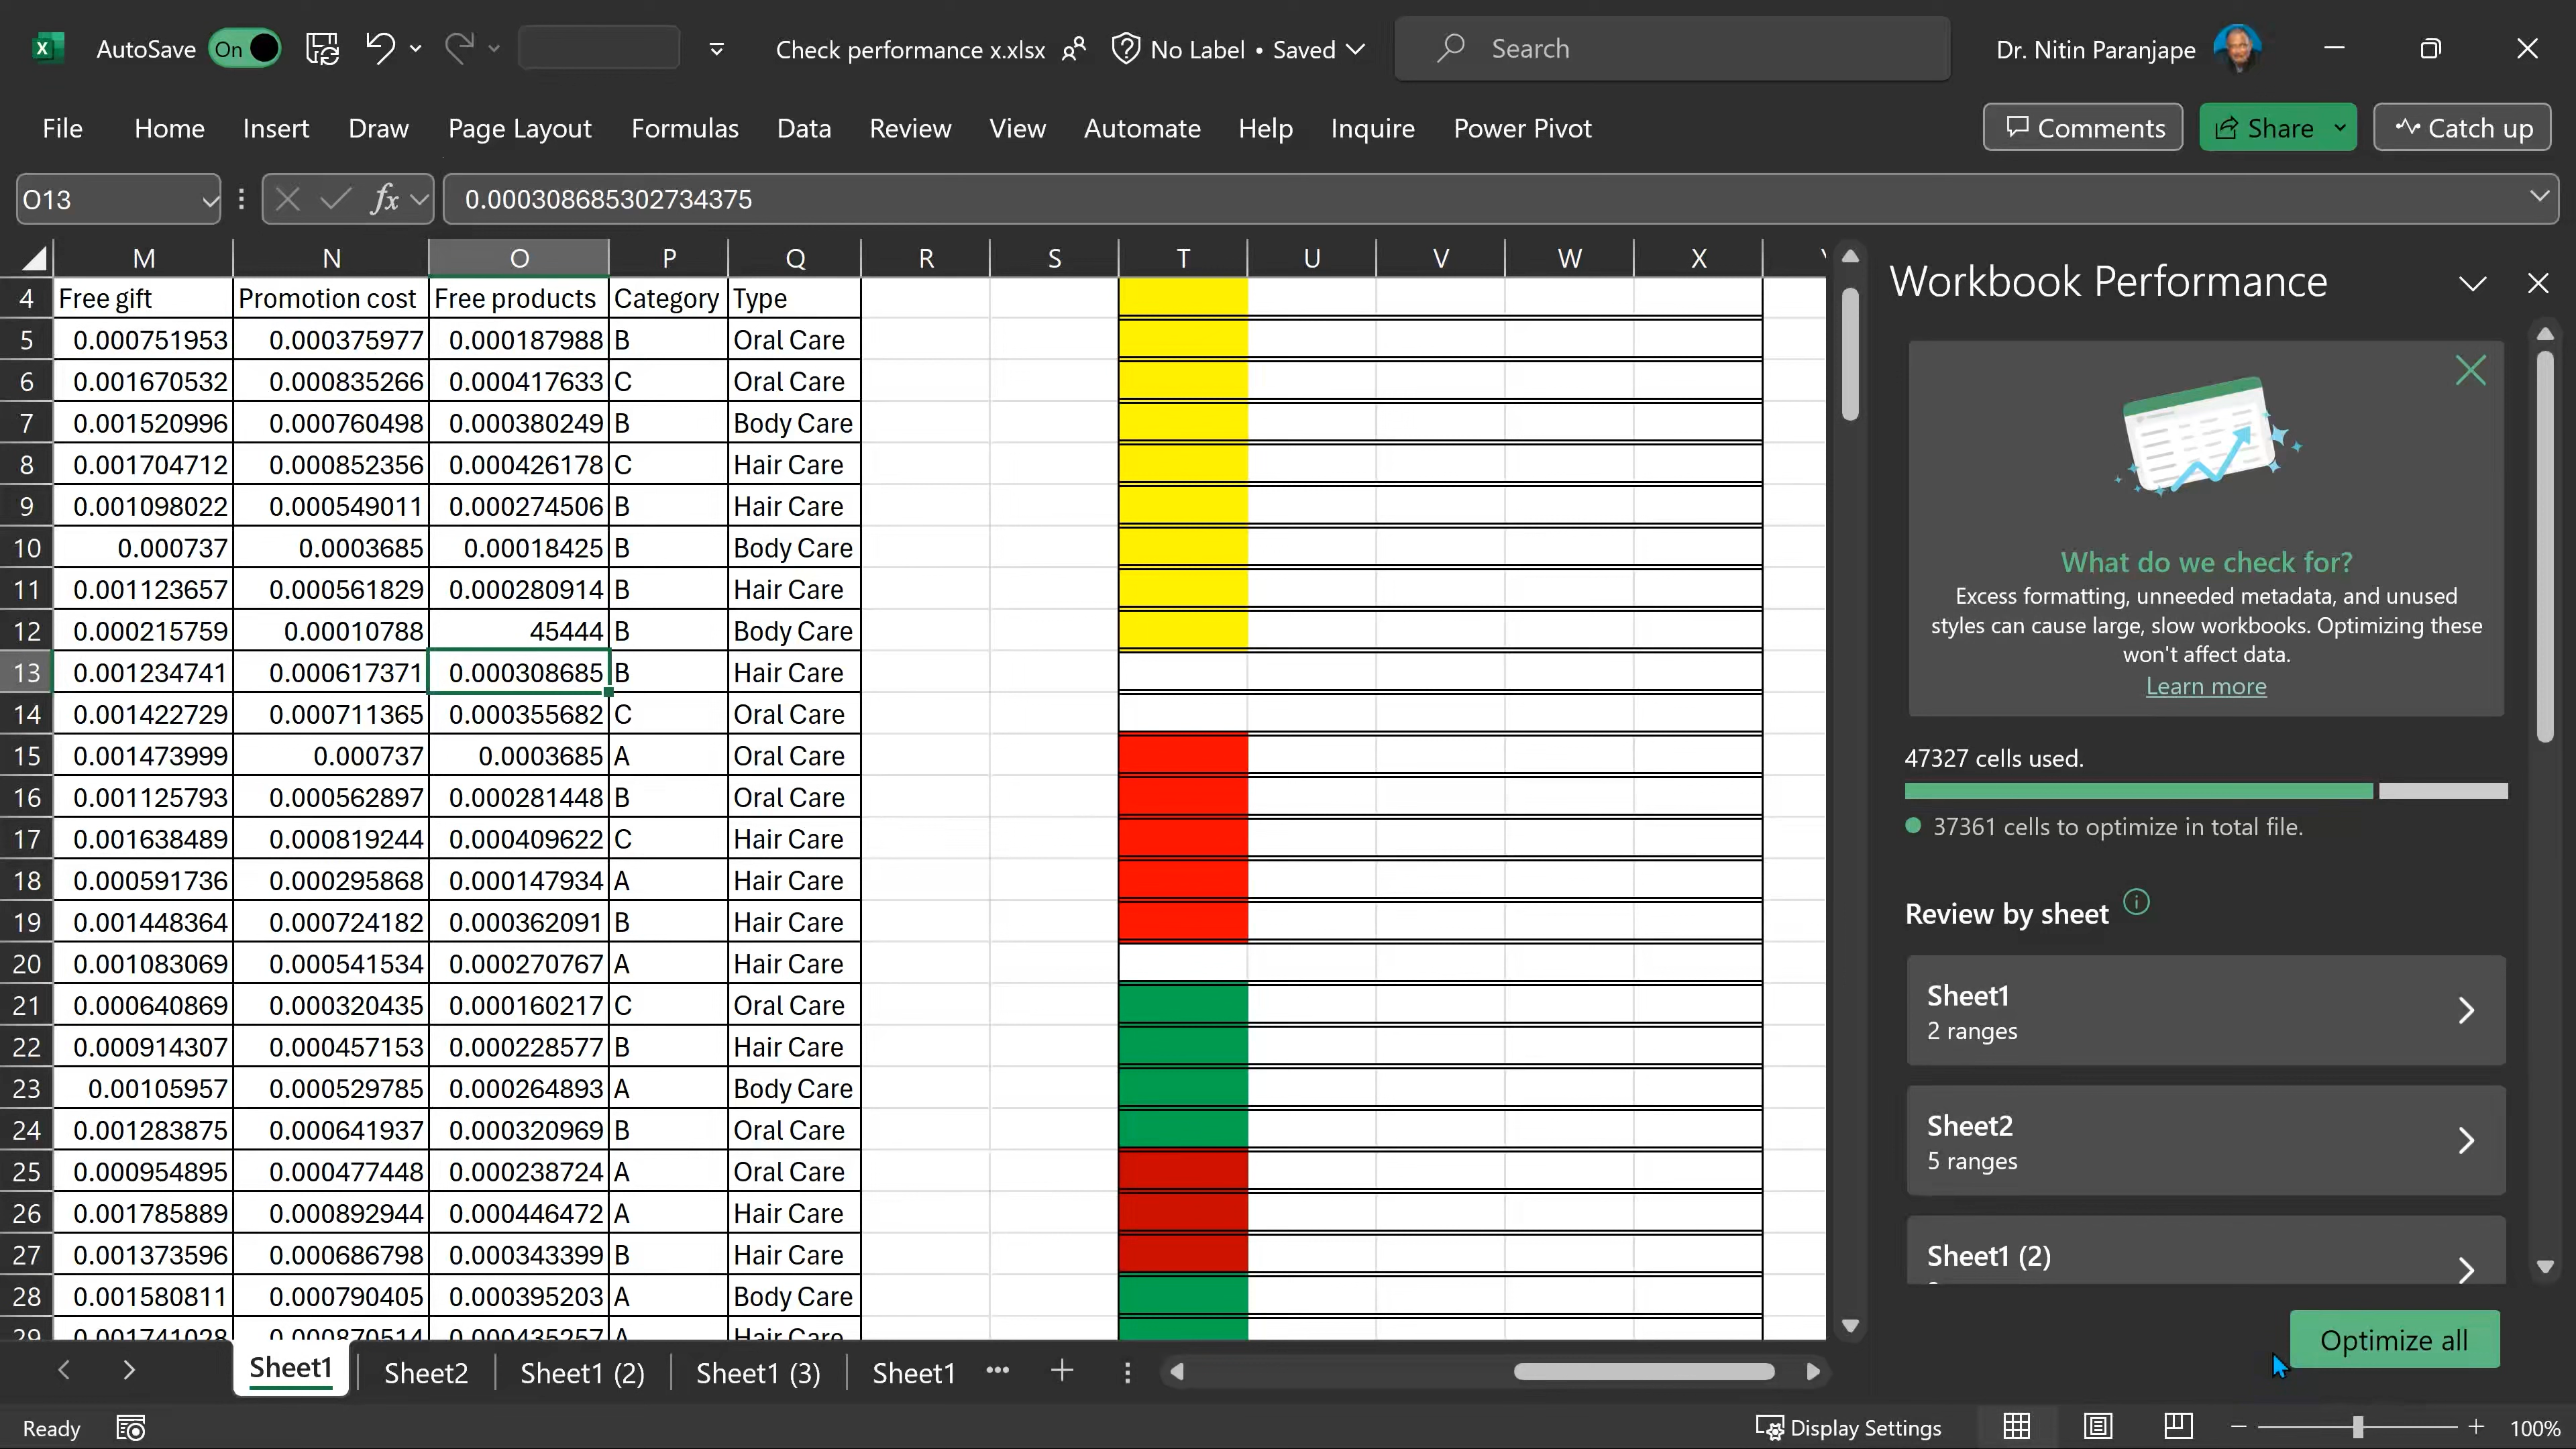 AutoSave On Check performance x.xlsx No Label • Saved Search Dr. Nitin Paranjape
File Home Insert Draw Page Layout Formulas Data Review View Automate Help Inquire Power Pivot Comments Share Catch up
O13 fx 0.000308685302734375
M N O P Q R S T U V W X
4 Free gift Promotion cost Free products Category Type
5 0.000751953 0.000375977 0.000187988 B Oral Care
6 0.001670532 0.000835266 0.000417633 C Oral Care
7 0.001520996 0.000760498 0.000380249 B Body Care
8 0.001704712 0.000852356 0.000426178 C Hair Care
9 0.001098022 0.000549011 0.000274506 B Hair Care
10 0.000737 0.0003685 0.00018425 B Body Care
11 0.001123657 0.000561829 0.000280914 B Hair Care
12 0.000215759 0.00010788 45444 B Body Care
13 0.001234741 0.000617371 0.000308685 B Hair Care
14 0.001422729 0.000711365 0.000355682 C Oral Care
15 0.001473999 0.000737 0.0003685 A Oral Care
16 0.001125793 0.000562897 0.000281448 B Oral Care
17 0.001638489 0.000819244 0.000409622 C Hair Care
18 0.000591736 0.000295868 0.000147934 A Hair Care
19 0.001448364 0.000724182 0.000362091 B Hair Care
20 0.001083069 0.000541534 0.000270767 A Hair Care
21 0.000640869 0.000320435 0.000160217 C Oral Care
22 0.000914307 0.000457153 0.000228577 B Hair Care
23 0.00105957 0.000529785 0.000264893 A Body Care
24 0.001283875 0.000641937 0.000320969 B Oral Care
25 0.000954895 0.000477448 0.000238724 A Oral Care
26 0.001785889 0.000892944 0.000446472 A Hair Care
27 0.001373596 0.000686798 0.000343399 B Hair Care
28 0.001580811 0.000790405 0.000395203 A Body Care
29 0.001741028 0.000870514 0.000435257 A Hair Care
Workbook Performance
What do we check for?
Excess formatting, unneeded metadata, and unused
styles can cause large, slow workbooks. Optimizing these
won't affect data.
Learn more
47327 cells used.
37361 cells to optimize in total file.
Review by sheet
Sheet1
2 ranges
Sheet2
5 ranges
Sheet1 (2)
Optimize all
Sheet1 Sheet2 Sheet1 (2) Sheet1 (3) Sheet1
Ready Display Settings 100%